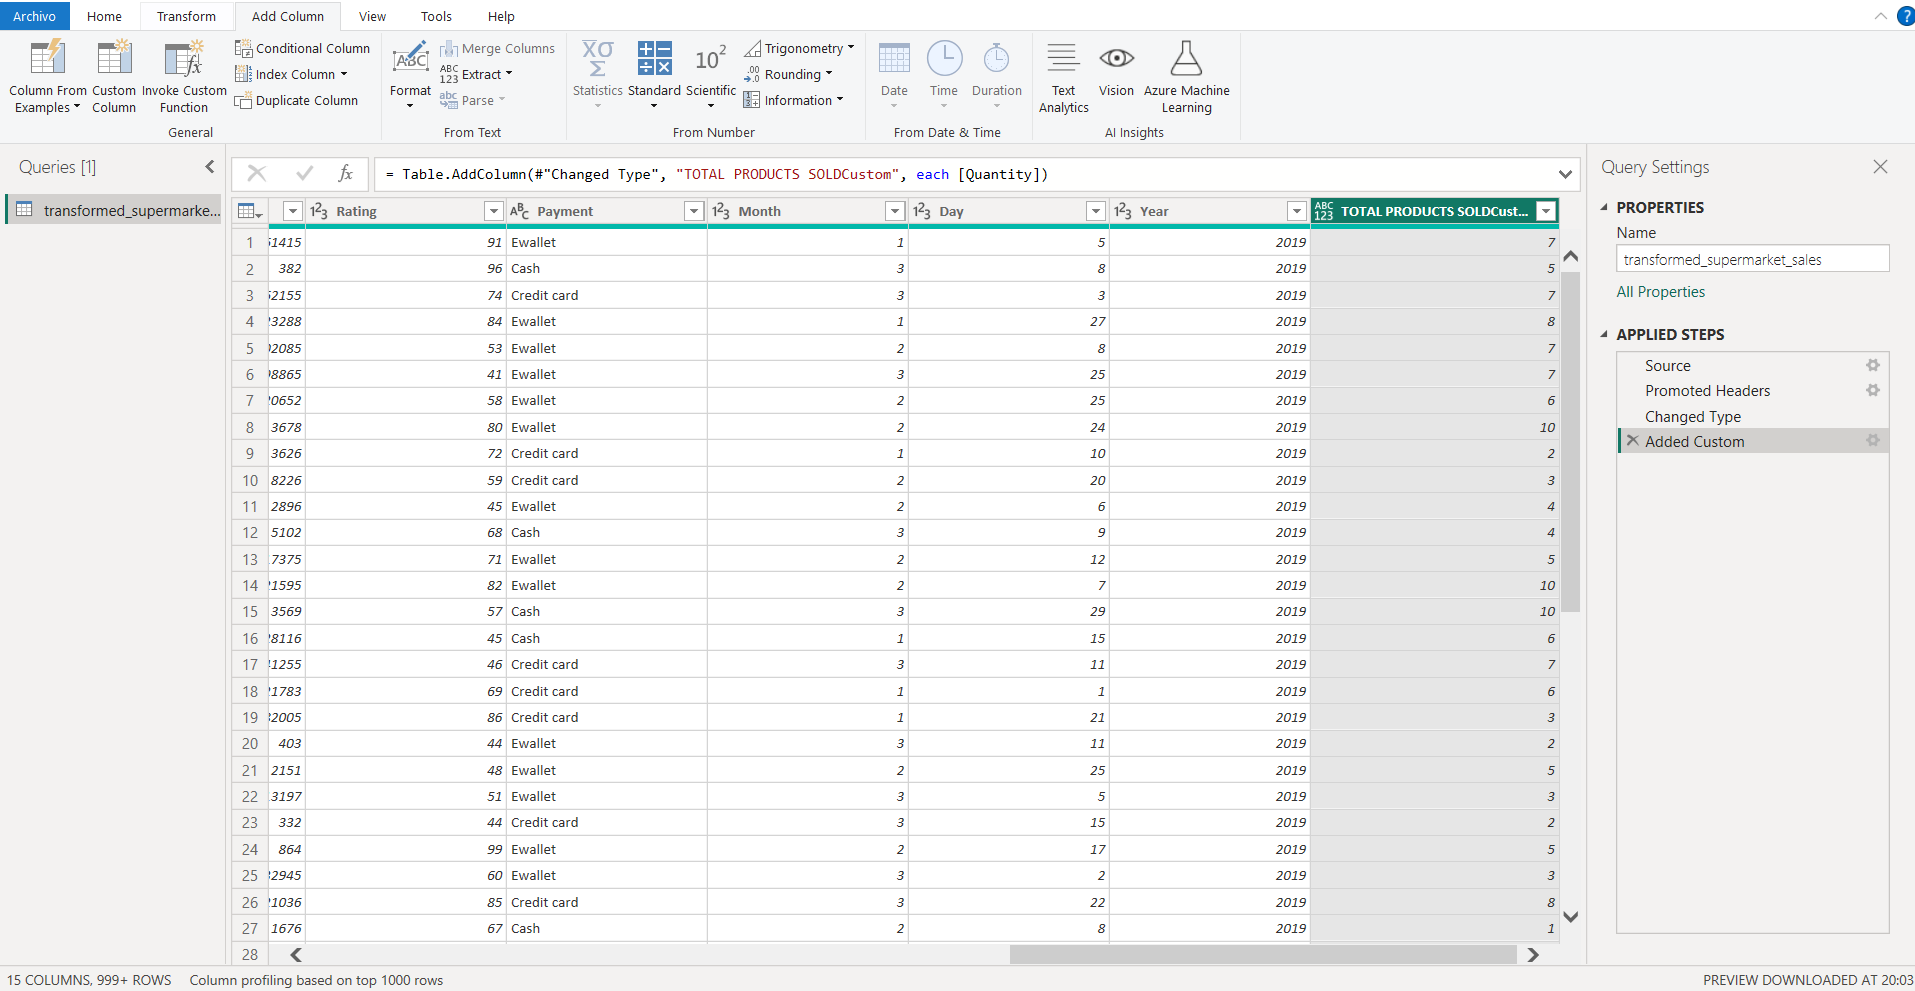 Archivo Home Transform Add Column View Tools Help ?
Column From Examples
Custom Column
Invoke Custom Function
Conditional Column
Index Column
Duplicate Column
General
Format
Merge Columns
Extract
Parse
From Text
Statistics
Standard
Scientific
Trigonometry
Rounding
Information
From Number
Date
Time
Duration
From Date & Time
Text Analytics
Vision
Azure Machine Learning
AI Insights
Queries [1]
transformed_supermarke...
fx = Table.AddColumn(#"Changed Type", "TOTAL PRODUCTS SOLDCustom", each [Quantity])
Rating Payment Month Day Year TOTAL PRODUCTS SOLDCust...
1 51415 91 Ewallet 1 5 2019 7
2 382 96 Cash 3 8 2019 5
3 52155 74 Credit card 3 3 2019 7
4 3288 84 Ewallet 1 27 2019 8
5 2085 53 Ewallet 2 8 2019 7
6 8865 41 Ewallet 3 25 2019 7
7 0652 58 Ewallet 2 25 2019 6
8 3678 80 Ewallet 2 24 2019 10
9 3626 72 Credit card 1 10 2019 2
10 8226 59 Credit card 2 20 2019 3
11 2896 45 Ewallet 2 6 2019 4
12 5102 68 Cash 3 9 2019 4
13 7375 71 Ewallet 2 12 2019 5
14 1595 82 Ewallet 2 7 2019 10
15 3569 57 Cash 3 29 2019 10
16 8116 45 Cash 1 15 2019 6
17 1255 46 Credit card 3 11 2019 7
18 1783 69 Credit card 1 1 2019 6
19 2005 86 Credit card 1 21 2019 3
20 403 44 Ewallet 3 11 2019 2
21 2151 48 Ewallet 2 25 2019 5
22 3197 51 Ewallet 3 5 2019 3
23 332 44 Credit card 3 15 2019 2
24 864 99 Ewallet 2 17 2019 5
25 2945 60 Ewallet 3 2 2019 3
26 1036 85 Credit card 3 22 2019 8
27 1676 67 Cash 2 8 2019 1
28
Query Settings
PROPERTIES
Name
transformed_supermarket_sales
All Properties
APPLIED STEPS
Source
Promoted Headers
Changed Type
Added Custom
15 COLUMNS, 999+ ROWS Column profiling based on top 1000 rows PREVIEW DOWNLOADED AT 20:03